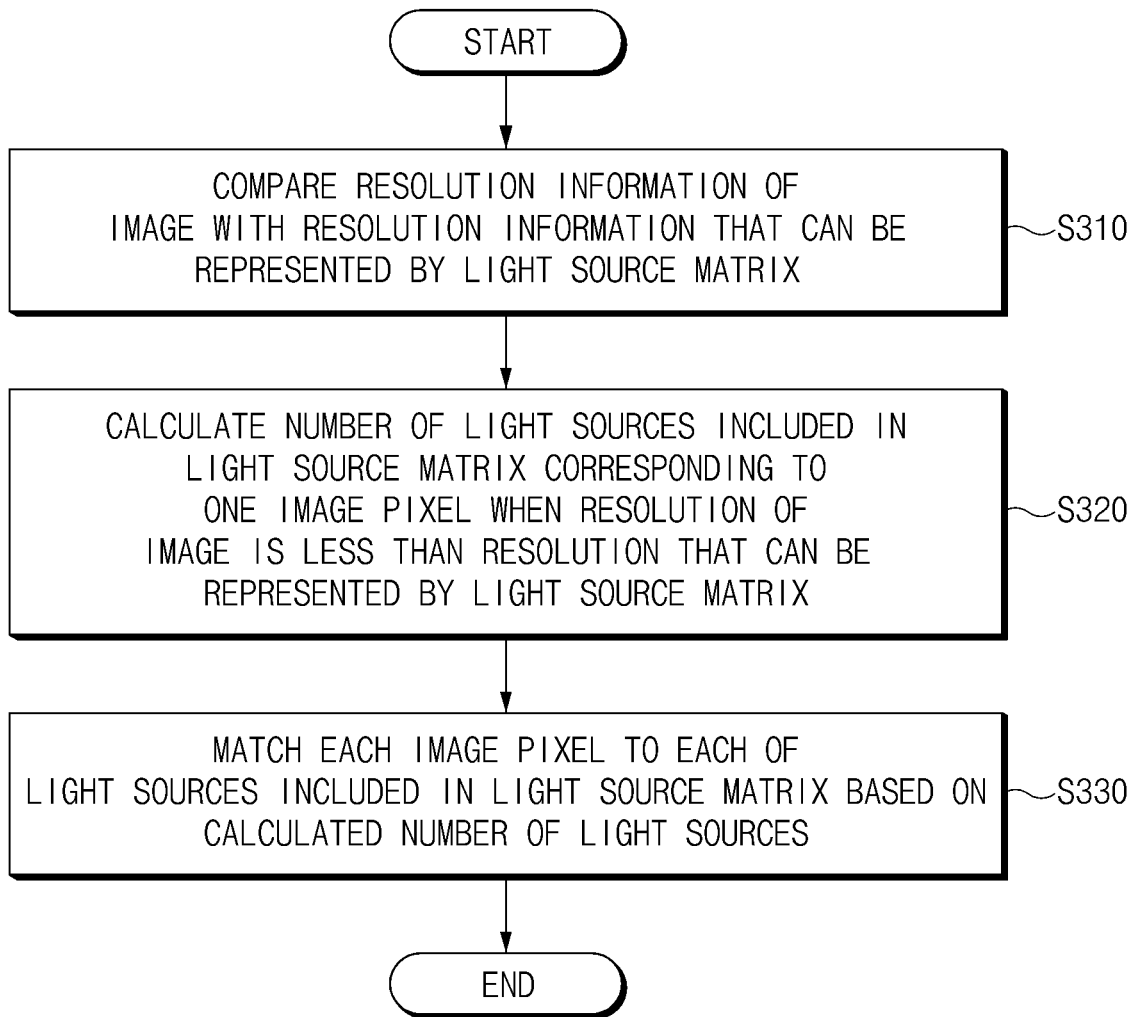 START
COMPARE RESOLUTION INFORMATION OF
IMAGE WITH RESOLUTION INFORMATION THAT CAN BE
REPRESENTED BY LIGHT SOURCE MATRIX
S310
CALCULATE NUMBER OF LIGHT SOURCES INCLUDED IN
LIGHT SOURCE MATRIX CORRESPONDING TO
ONE IMAGE PIXEL WHEN RESOLUTION OF
IMAGE IS LESS THAN RESOLUTION THAT CAN BE
REPRESENTED BY LIGHT SOURCE MATRIX
S320
MATCH EACH IMAGE PIXEL TO EACH OF
LIGHT SOURCES INCLUDED IN LIGHT SOURCE MATRIX BASED ON
CALCULATED NUMBER OF LIGHT SOURCES
S330
END